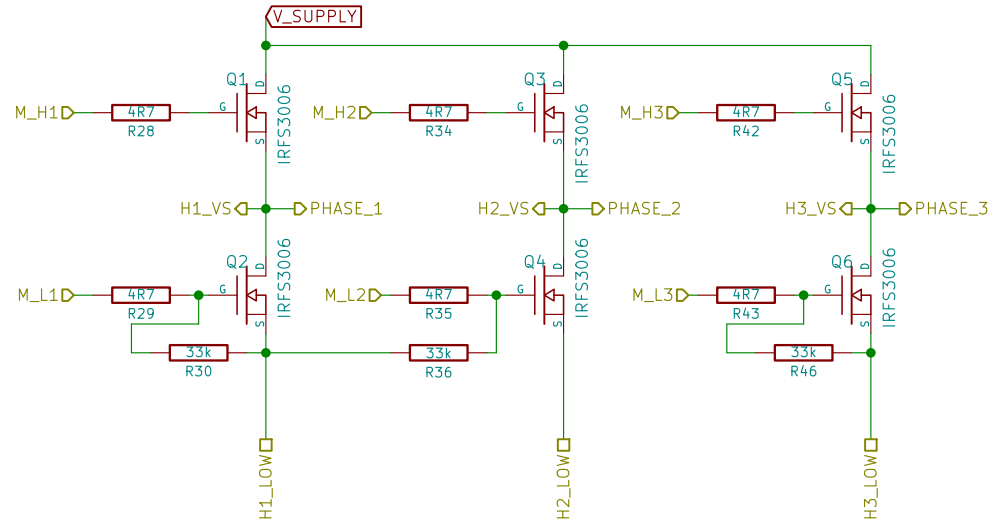 V_SUPPLY
Q1
D
Q3
D
Q5
D
M_H1
4R7
G
M_H2
4R7
G
M_H3
4R7
G
R28
S
IRFS3006
R34
S
IRFS3006
R42
S
IRFS3006
H1_VS
PHASE_1
H2_VS
PHASE_2
H3_VS
PHASE_3
Q2
D
IRFS3006
Q4
D
IRFS3006
Q6
D
IRFS3006
M_L1
4R7
G
M_L2
4R7
G
M_L3
4R7
G
R29
S
R35
S
R43
S
33k
33k
33k
R30
R36
R46
H1_LOW
H2_LOW
H3_LOW